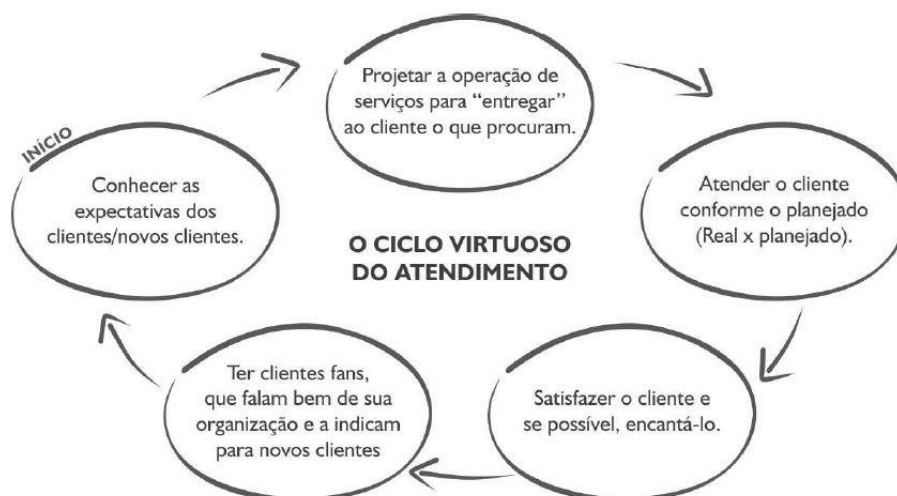 INÍCIO
Conhecer as
expectativas dos
clientes/novos clientes.
Projetar a operação de
serviços para “entregar”
ao cliente o que procuram.
Atender o cliente
conforme o planejado
(Real x planejado).
Satisfazer o cliente e
se possível, encantá-lo.
Ter clientes fans,
que falam bem de sua
organização e a indicam
para novos clientes
O CICLO VIRTUOSO
DO ATENDIMENTO